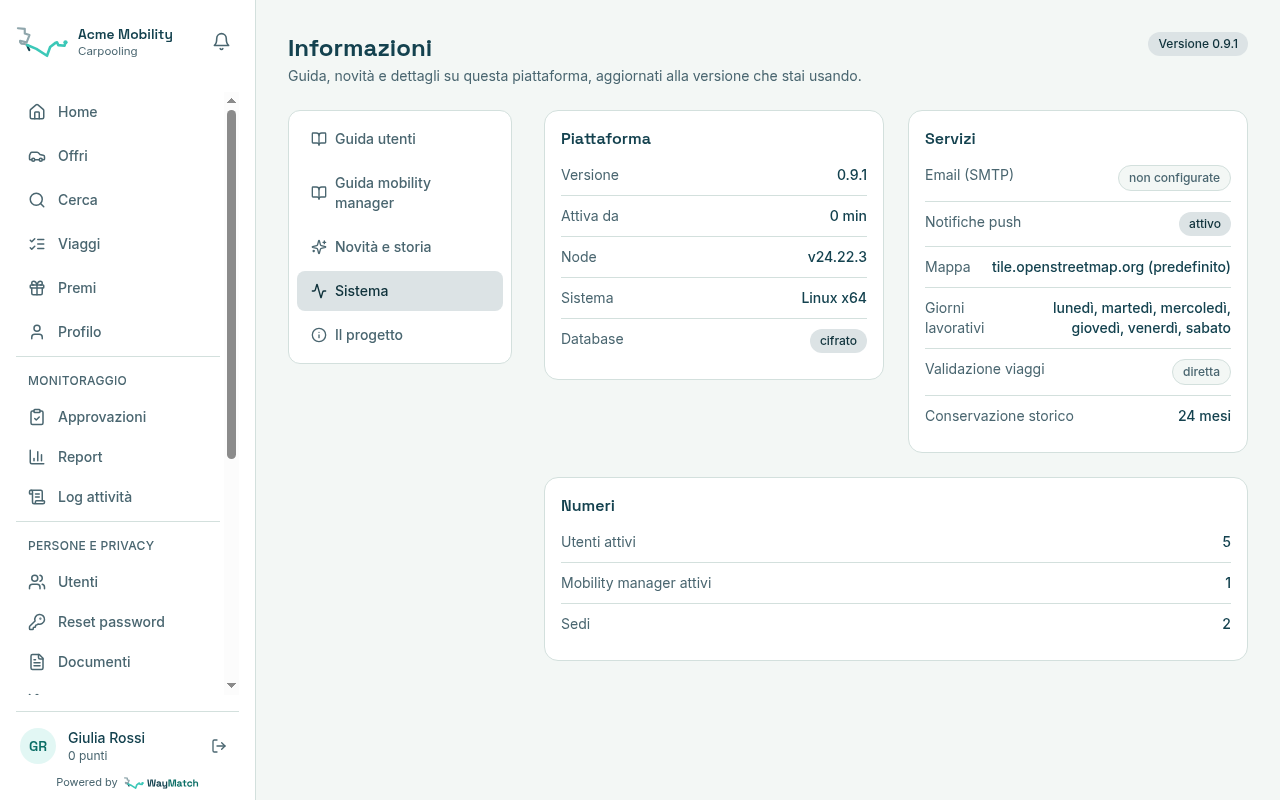 Acme Mobility
Carpooling
Home
Offri
Cerca
Viaggi
Premi
Profilo
MONITORAGGIO
Approvazioni
Report
Log attività
PERSONE E PRIVACY
Utenti
Reset password
Documenti
GR
Giulia Rossi
0 punti
Powered by WayMatch
Informazioni
Versione 0.9.1
Guida, novità e dettagli su questa piattaforma, aggiornati alla versione che stai usando.
Guida utenti
Guida mobility
manager
Novità e storia
Sistema
Il progetto
Piattaforma
Versione 0.9.1
Attiva da 0 min
Node v24.22.3
Sistema Linux x64
Database cifrato
Servizi
Email (SMTP) non configurate
Notifiche push attivo
Mappa tile.openstreetmap.org (predefinito)
Giorni lunedì, martedì, mercoledì,
lavorativi giovedì, venerdì, sabato
Validazione viaggi diretta
Conservazione storico 24 mesi
Numeri
Utenti attivi 5
Mobility manager attivi 1
Sedi 2